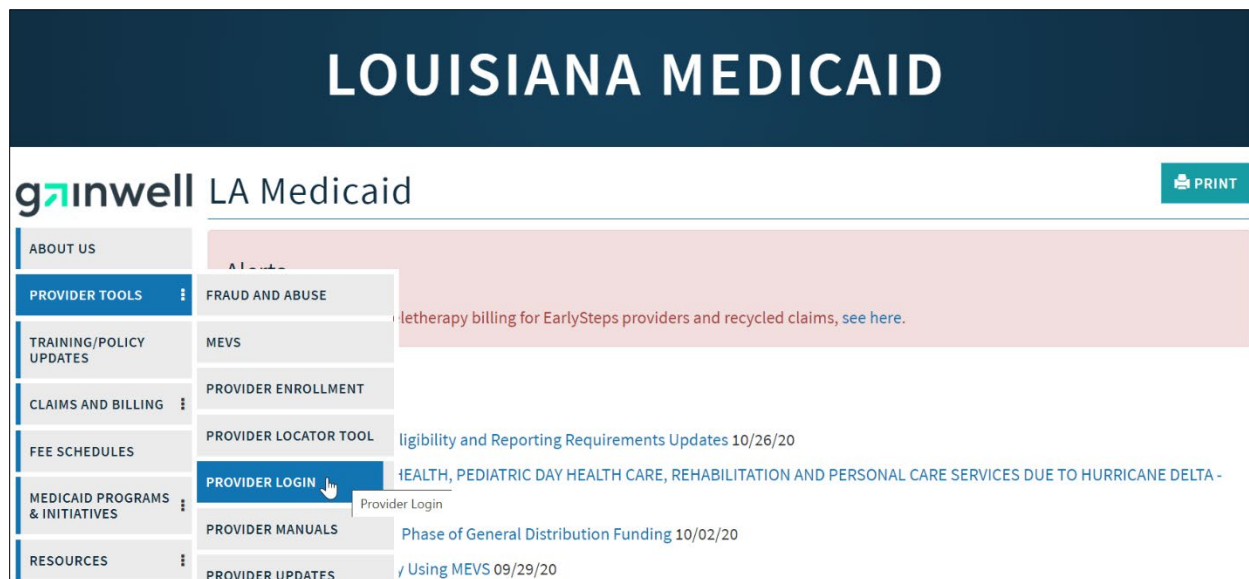 LOUISIANA MEDICAID
gainwell
LA Medicaid
PRINT
ABOUT US
PROVIDER TOOLS
TRAINING/POLICY
UPDATES
CLAIMS AND BILLING
FEE SCHEDULES
MEDICAID PROGRAMS
& INITIATIVES
RESOURCES
FRAUD AND ABUSE
MEVS
PROVIDER ENROLLMENT
PROVIDER LOCATOR TOOL
PROVIDER LOGIN
Provider Login
PROVIDER MANUALS
PROVIDER UPDATES
Alerts
letherapy billing for EarlySteps providers and recycled claims, see here.
ligibility and Reporting Requirements Updates 10/26/20
HEALTH, PEDIATRIC DAY HEALTH CARE, REHABILITATION AND PERSONAL CARE SERVICES DUE TO HURRICANE DELTA -
Phase of General Distribution Funding 10/02/20
y Using MEVS 09/29/20